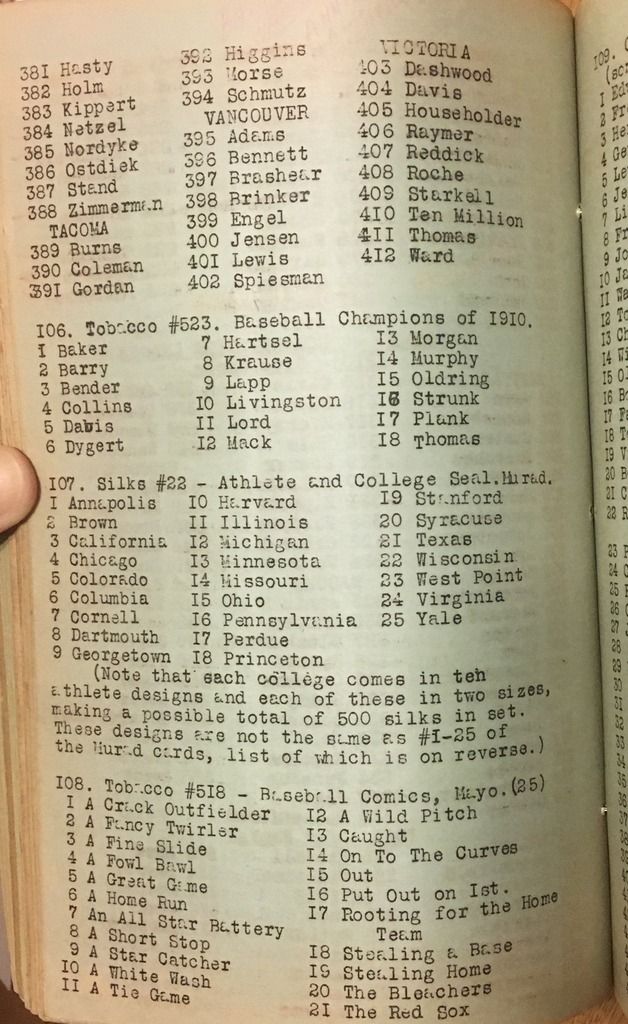 381 Hasty
382 Holm
383 Kippert
384 Netzel
385 Nordyke
386 Ostdiek
387 Stand
388 Zimmerman
TACOMA
389 Burns
390 Coleman
391 Gordan
392 Higgins
393 Morse
394 Schmutz
VANCOUVER
395 Adams
396 Bennett
397 Brashear
398 Brinker
399 Engel
400 Jensen
401 Lewis
402 Spiesman
VICTORIA
403 Dashwood
404 Davis
405 Householder
406 Raymer
407 Reddick
408 Roche
409 Starkell
410 Ten Million
411 Thomas
412 Ward
106. Tobacco #523. Baseball Champions of 1910.
1 Baker
2 Barry
3 Bender
4 Collins
5 Dabis
6 Dygert
7 Hartsel
8 Krause
9 Lapp
10 Livingston
11 Lord
12 Mack
13 Morgan
14 Murphy
15 Oldring
16 Strunk
17 Plank
18 Thomas
107. Silks #22 - Athlete and College Seal.Murad.
1 Annapolis
2 Brown
3 California
4 Chicago
5 Colorado
6 Columbia
7 Cornell
8 Dartmouth
9 Georgetown
10 Harvard
11 Illinois
12 Michigan
13 Minnesota
14 Missouri
15 Ohio
16 Pennsylvania
17 Perdue
18 Princeton
19 Stanford
20 Syracuse
21 Texas
22 Wisconsin
23 West Point
24 Virginia
25 Yale
(Note that each college comes in ten
athlete designs and each of these in two sizes,
making a possible total of 500 silks in set.
These designs are not the same as #1-25 of
the Murad cards, list of which is on reverse.)
108. Tobacco #518 - Baseball Comics, Mayo.(25)
1 A Crack Outfielder
2 A Fancy Twirler
3 A Fine Slide
4 A Fowl Bawl
5 A Great Game
6 A Home Run
7 An All Star Battery
8 A Short Stop
9 A Star Catcher
10 A White Wash
11 A Tie Game
12 A Wild Pitch
13 Caught
14 On To The Curves
15 Out
16 Put Out on 1st.
17 Rooting for the Home
Team
18 Stealing a Base
19 Stealing Home
20 The Bleachers
21 The Red Sox